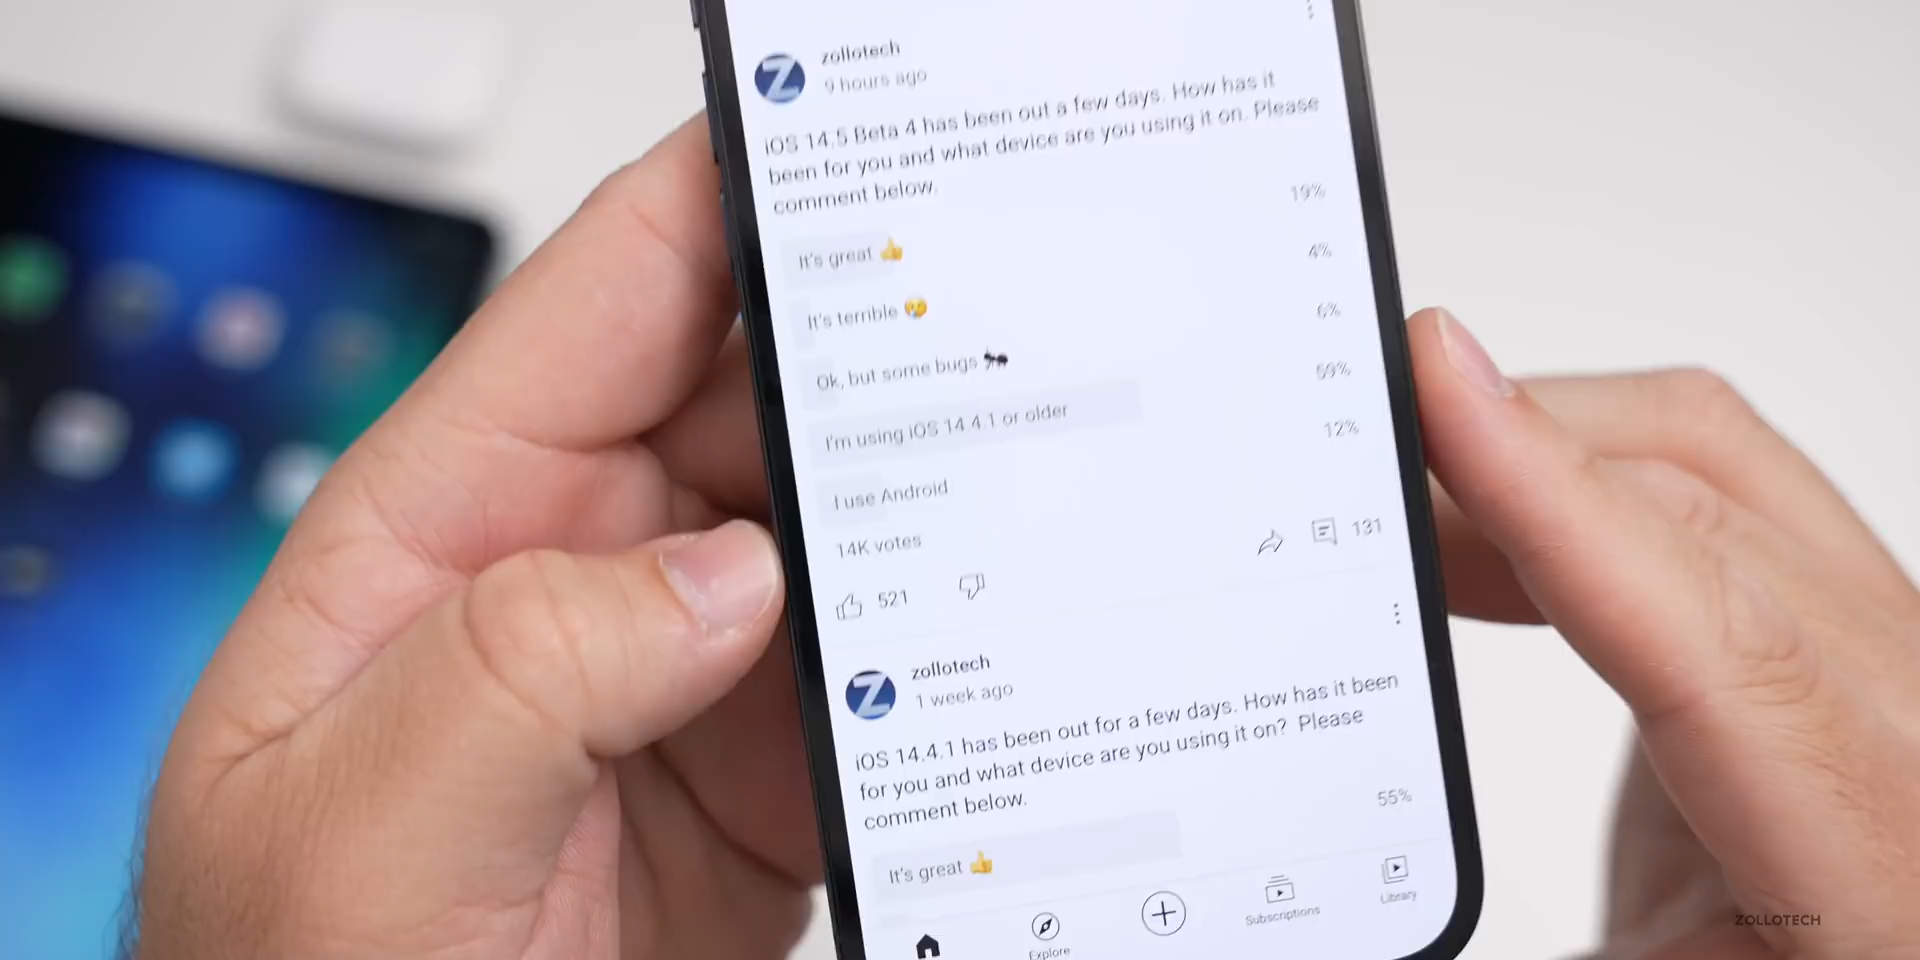 zollotech
9 hours ago
iOS 14.5 Beta 4 has been out a few days. How has it
been for you and what device are you using it on. Please
comment below.
It's great 👍
19%
It's terrible 😢
4%
Ok, but some bugs 🐜
6%
I'm using iOS 14.4.1 or older
59%
I use Android
12%
14K votes
521
131
zollotech
1 week ago
iOS 14.4.1 has been out for a few days. How has it been
for you and what device are you using it on? Please
comment below.
It's great 👍
55%
Explore
Subscriptions
Library
ZOLLOTECH